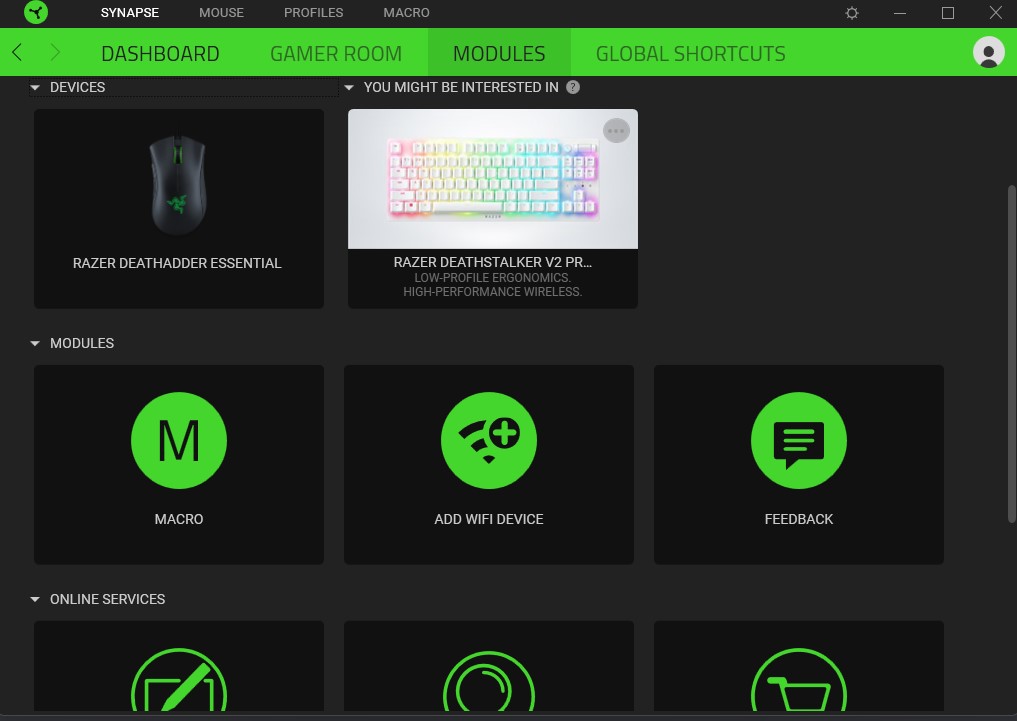 SYNAPSE MOUSE PROFILES MACRO
DASHBOARD GAMER ROOM MODULES GLOBAL SHORTCUTS
DEVICES
YOU MIGHT BE INTERESTED IN ?
RAZER DEATHADDER ESSENTIAL
RAZER DEATHSTALKER V2 PR...
LOW-PROFILE ERGONOMICS.
HIGH-PERFORMANCE WIRELESS.
MODULES
M
MACRO
ADD WIFI DEVICE
FEEDBACK
ONLINE SERVICES